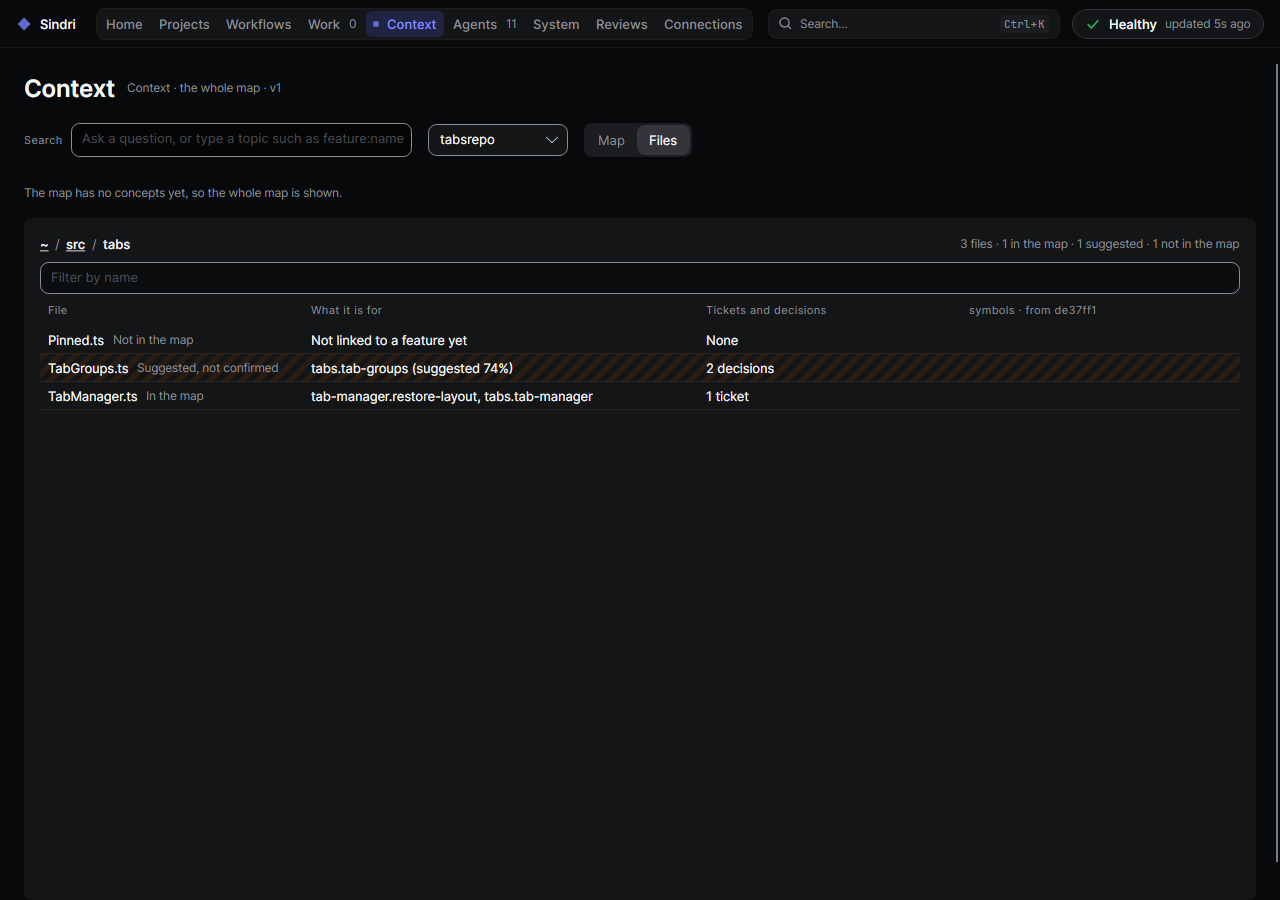 Sindri Home Projects Workflows Work 0 Context Agents 11 System Reviews Connections Search... Ctrl+K Healthy updated 5s ago
Context Context · the whole map · v1
Search Ask a question, or type a topic such as feature:name tabsrepo Map Files
The map has no concepts yet, so the whole map is shown.
~ / src / tabs 3 files · 1 in the map · 1 suggested · 1 not in the map
Filter by name
File What it is for Tickets and decisions symbols · from de37ff1
Pinned.ts Not in the map Not linked to a feature yet None
TabGroups.ts Suggested, not confirmed tabs.tab-groups (suggested 74%) 2 decisions
TabManager.ts In the map tab-manager.restore-layout, tabs.tab-manager 1 ticket